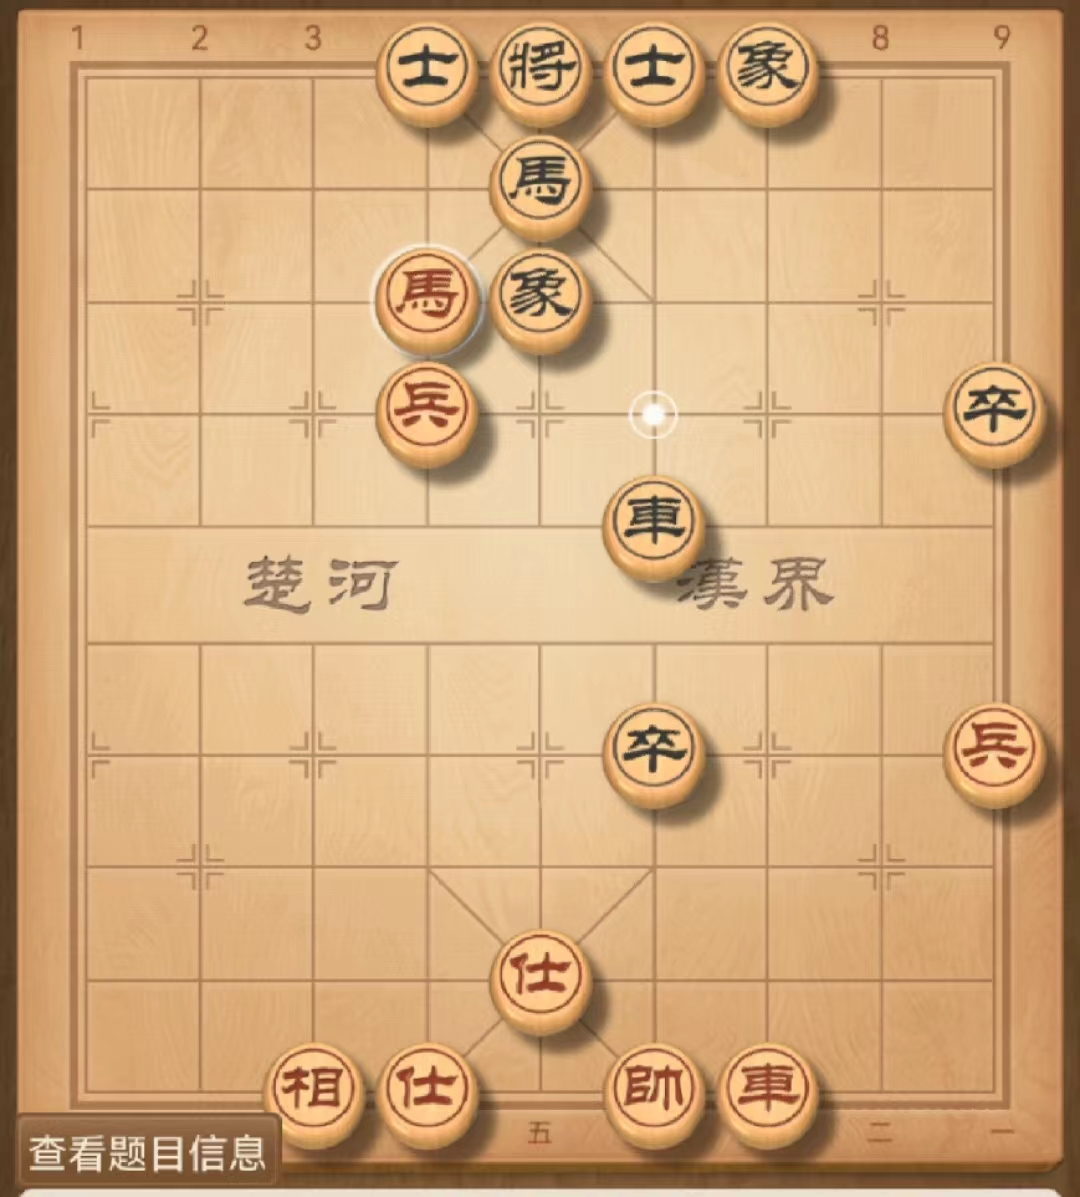 1 2 3 8 9
士 將 士 象
馬
馬 象
兵 卒
車
楚河 漢界
卒 兵
仕
相 仕 帥 車
五 二 一
查看题目信息